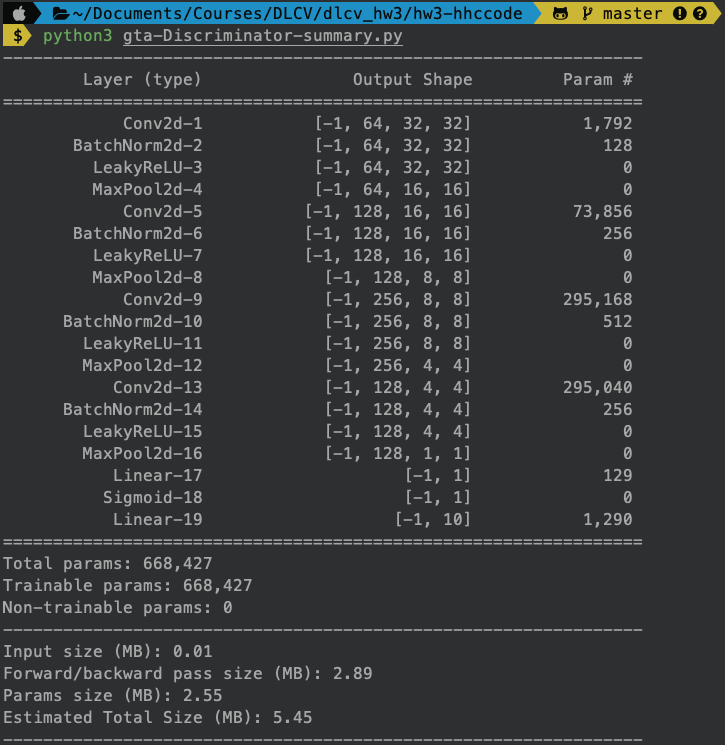 ~/Documents/Courses/DLCV/dlcv_hw3/hw3-hhccode master
$ python3 gta-Discriminator-summary.py
----------------------------------------------------------------
Layer (type) Output Shape Param #
================================================================
Conv2d-1 [-1, 64, 32, 32] 1,792
BatchNorm2d-2 [-1, 64, 32, 32] 128
LeakyReLU-3 [-1, 64, 32, 32] 0
MaxPool2d-4 [-1, 64, 16, 16] 0
Conv2d-5 [-1, 128, 16, 16] 73,856
BatchNorm2d-6 [-1, 128, 16, 16] 256
LeakyReLU-7 [-1, 128, 16, 16] 0
MaxPool2d-8 [-1, 128, 8, 8] 0
Conv2d-9 [-1, 256, 8, 8] 295,168
BatchNorm2d-10 [-1, 256, 8, 8] 512
LeakyReLU-11 [-1, 256, 8, 8] 0
MaxPool2d-12 [-1, 256, 4, 4] 0
Conv2d-13 [-1, 128, 4, 4] 295,040
BatchNorm2d-14 [-1, 128, 4, 4] 256
LeakyReLU-15 [-1, 128, 4, 4] 0
MaxPool2d-16 [-1, 128, 1, 1] 0
Linear-17 [-1, 1] 129
Sigmoid-18 [-1, 1] 0
Linear-19 [-1, 10] 1,290
================================================================
Total params: 668,427
Trainable params: 668,427
Non-trainable params: 0
----------------------------------------------------------------
Input size (MB): 0.01
Forward/backward pass size (MB): 2.89
Params size (MB): 2.55
Estimated Total Size (MB): 5.45
----------------------------------------------------------------